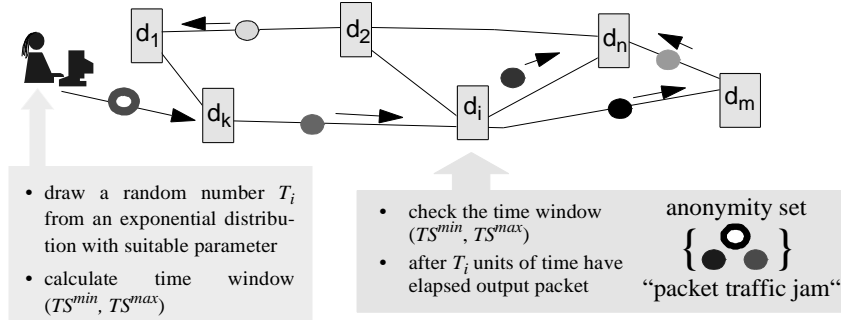 d1
d2
dn
dk
di
dm
• draw a random number Ti
from an exponential distribu-
tion with suitable parameter
• calculate time window
(TSmin, TSmax)
• check the time window
(TSmin, TSmax)
• after Ti units of time have
elapsed output packet
anonymity set
{ }
“packet traffic jam“